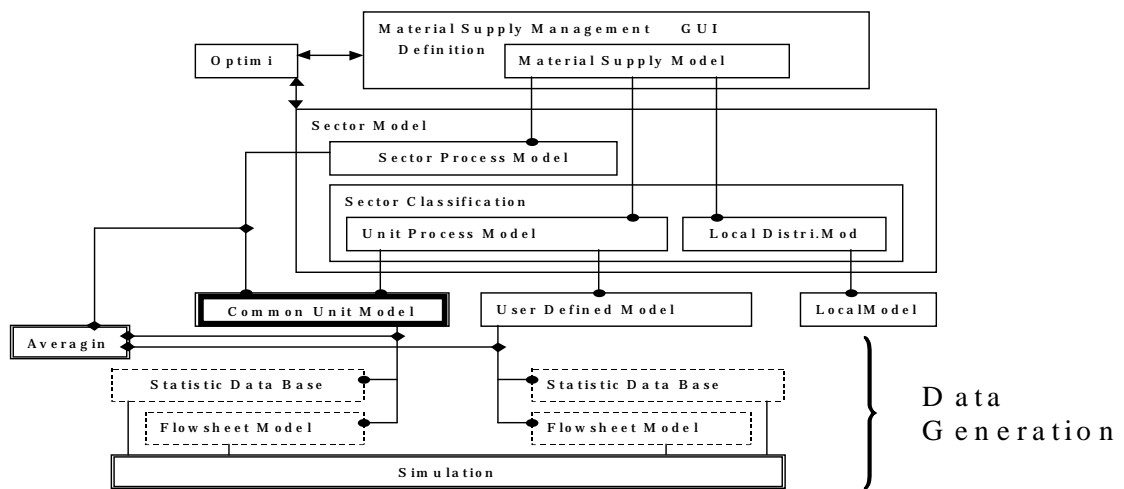 Material Supply Management GUI
Definition
Optimi
Material Supply Model
Sector Model
Sector Process Model
Sector Classification
Unit Process Model
Local Distri.Mod
Common Unit Model
User Defined Model
LocalModel
Averagin
Statistic Data Base
Statistic Data Base
Flowsheet Model
Flowsheet Model
Simulation
Data
Generation